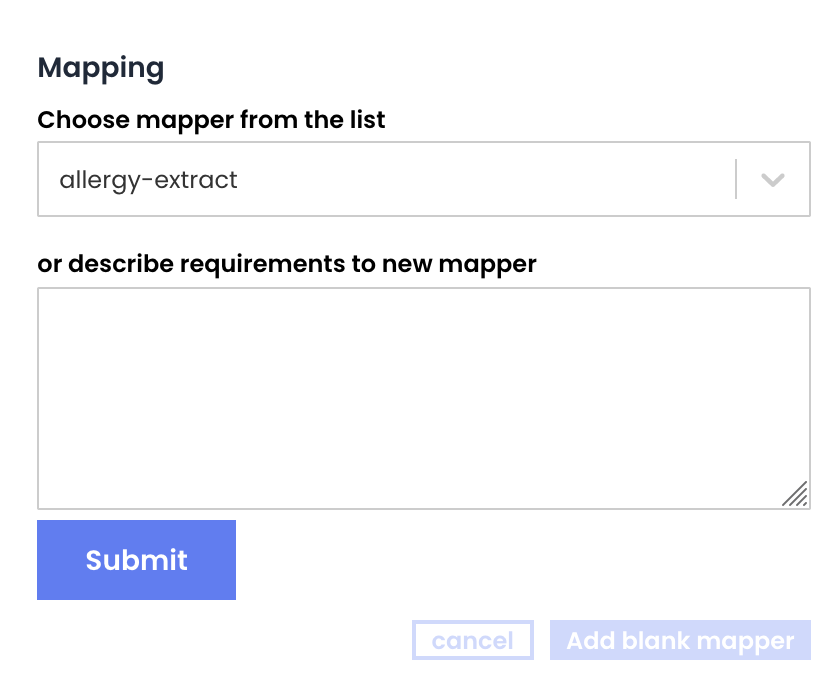 Mapping
Choose mapper from the list
allergy-extract
or describe requirements to new mapper
Submit
cancel Add blank mapper